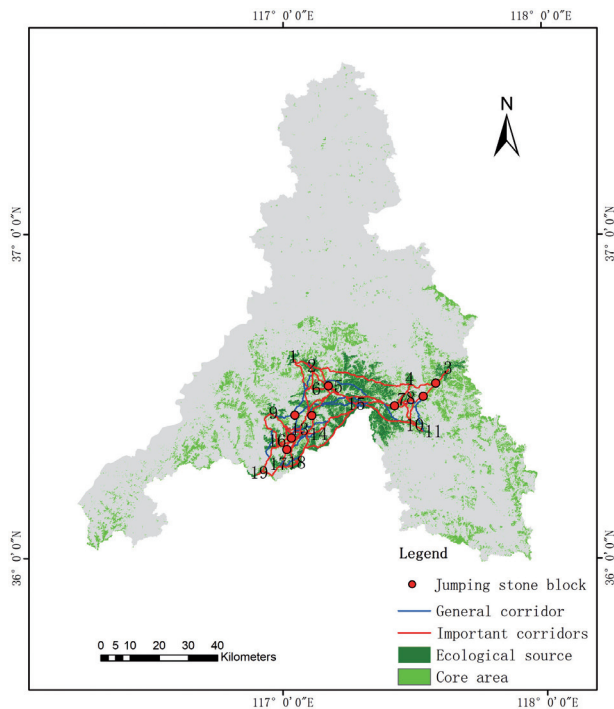 117° 0′0″E 118° 0′0″E
N
37° 0′0″N 37° 0′0″N
1 2 3
4
5
6
7 8
9 15
10 11
13
16 14
17 18
19
36° 0′0″N 36° 0′0″N
Legend
Jumping stone block
General corridor
Important corridors
Ecological source
Core area
0 5 10 20 30 40
Kilometers
117° 0′0″E 118° 0′0″E